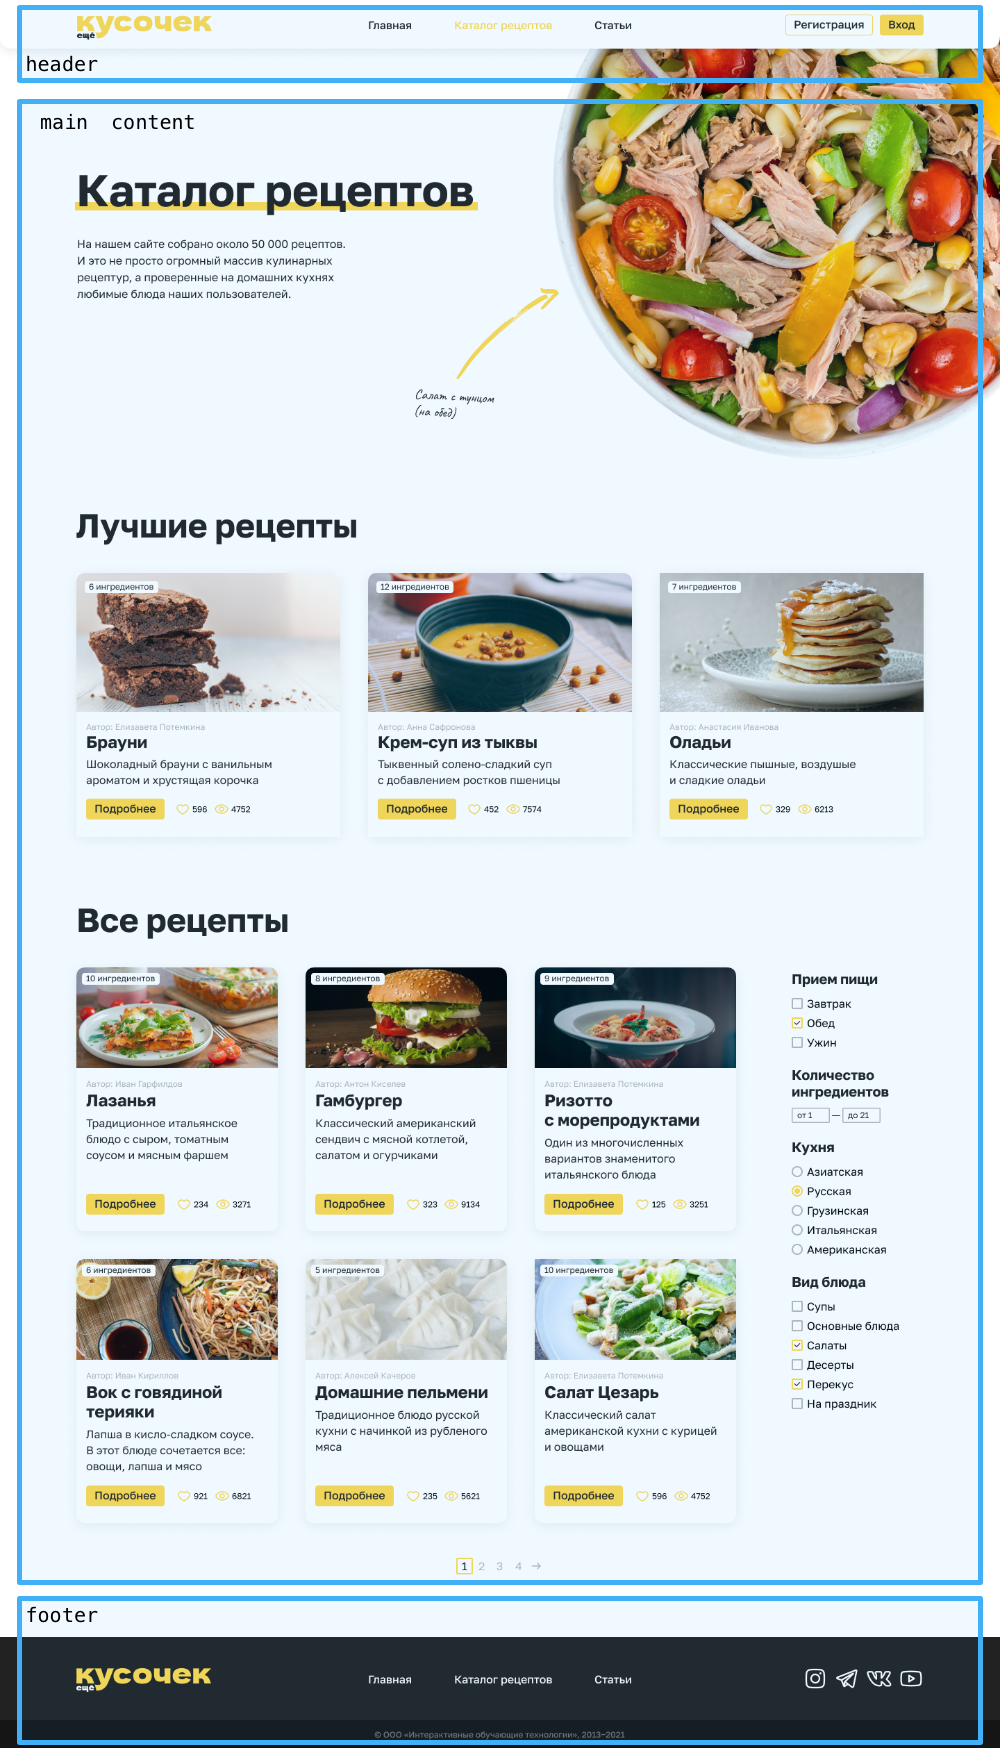 ещё кусочек
Главная
Каталог рецептов
Статьи
Регистрация
Вход
header
main content
Каталог рецептов
На нашем сайте собрано около 50 000 рецептов.
И это не просто огромный массив кулинарных
рецептур, а проверенные на домашних кухнях
любимые блюда наших пользователей.
Салат с тунцом
(на обед)
Лучшие рецепты
6 ингредиентов
Автор: Елизавета Потемкина
Брауни
Шоколадный брауни с ванильным
ароматом и хрустящая корочка
Подробнее 596 4752
12 ингредиентов
Автор: Анна Сафронова
Крем-суп из тыквы
Тыквенный солено-сладкий суп
с добавлением ростков пшеницы
Подробнее 452 7574
7 ингредиентов
Автор: Анастасия Иванова
Оладьи
Классические пышные, воздушые
и сладкие оладьи
Подробнее 329 6213
Все рецепты
10 ингредиентов
Автор: Иван Гарфилдов
Лазанья
Традиционное итальянское
блюдо с сыром, томатным
соусом и мясным фаршем
Подробнее 234 3271
8 ингредиентов
Автор: Антон Киселев
Гамбургер
Классический американский
сендвич с мясной котлетой,
салатом и огурчиками
Подробнее 323 9134
9 ингредиентов
Автор: Елизавета Потемкина
Ризотто
с морепродуктами
Один из многочисленных
вариантов знаменитого
итальянского блюда
Подробнее 125 3251
6 ингредиентов
Автор: Иван Кириллов
Вок с говядиной
терияки
Лапша в кисло-сладком соусе.
В этот блюде сочетается все:
овощи, лапша и мясо
Подробнее 921 6821
5 ингредиентов
Автор: Алексей Качеров
Домашние пельмени
Традиционное блюдо русской
кухни с начинкой из рубленого
мяса
Подробнее 235 5621
10 ингредиентов
Автор: Елизавета Потемкина
Салат Цезарь
Классический салат
американской кухни с курицей
и овощами
Подробнее 596 4752
Прием пищи
Завтрак
Обед
Ужин
Количество
ингредиентов
от 1 — до 21
Кухня
Азиатская
Русская
Грузинская
Итальянская
Американская
Вид блюда
Супы
Основные блюда
Салаты
Десерты
Перекус
На праздник
1 2 3 4 →
footer
ещё кусочек
Главная
Каталог рецептов
Статьи
© ООО «Интерактивные обучающие технологии», 2013−2021